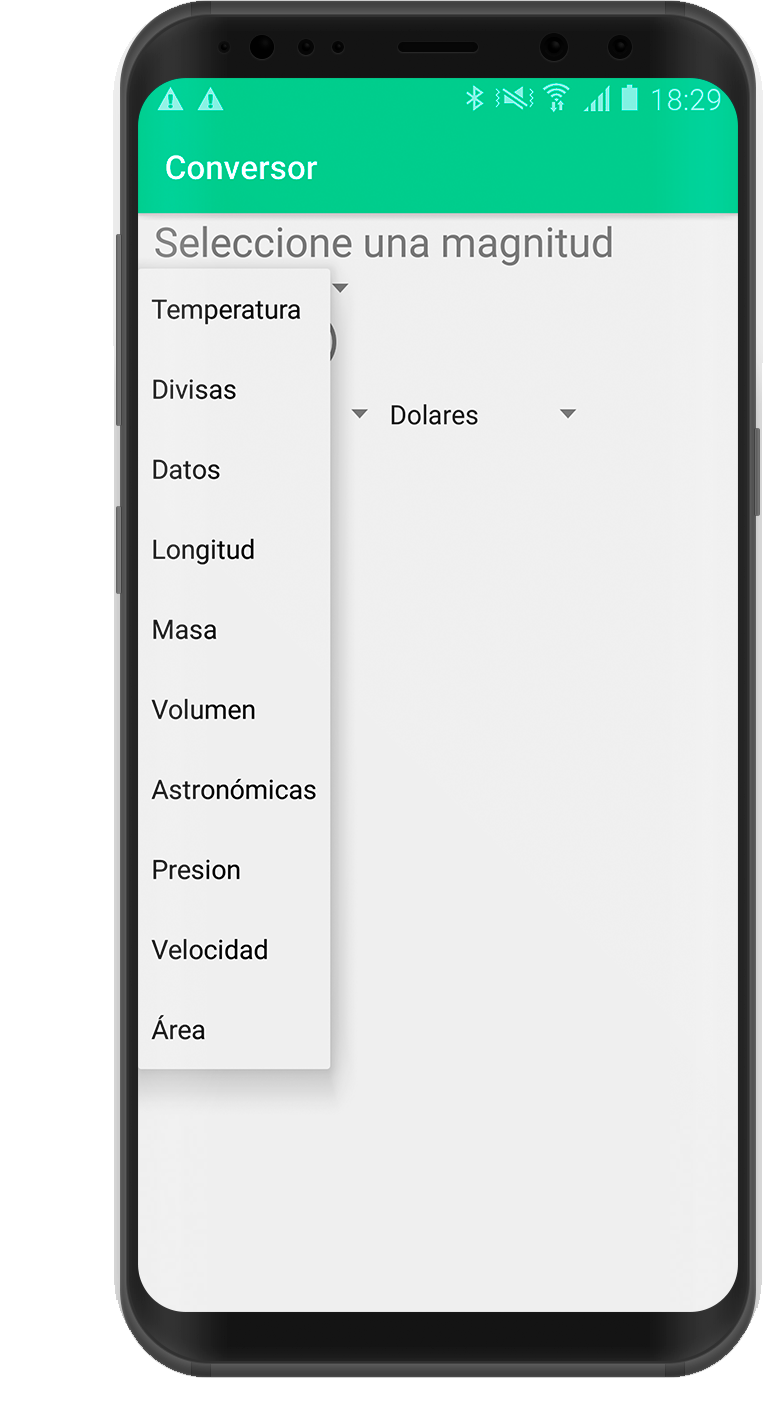 18:29
Conversor
Seleccione una magnitud
Temperatura
Divisas
Dolares
Datos
Longitud
Masa
Volumen
Astronómicas
Presion
Velocidad
Área